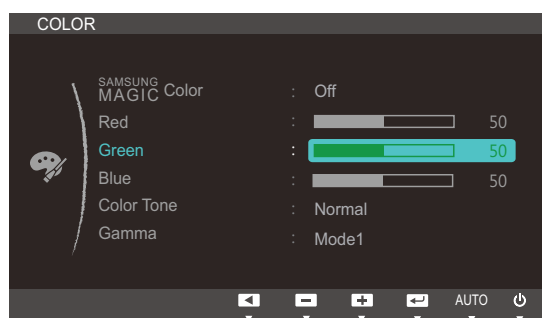 COLOR
SAMSUNG MAGIC Color : Off
Red : 50
Green : 50
Blue : 50
Color Tone : Normal
Gamma : Mode1
AUTO